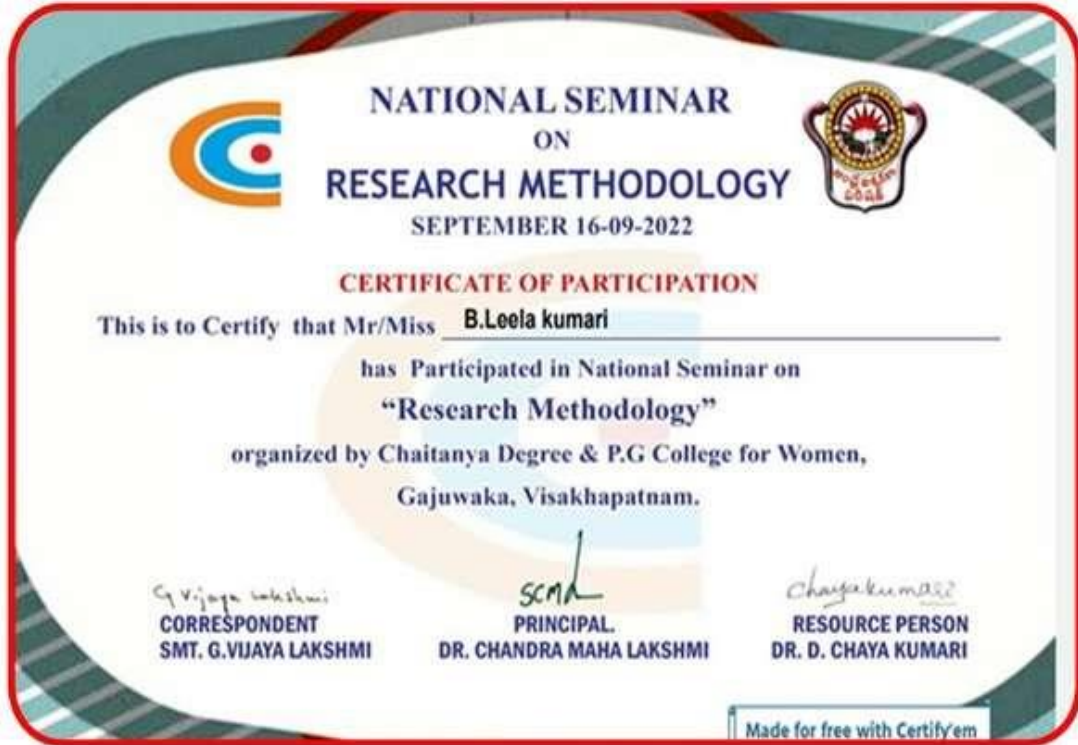 NATIONAL SEMINAR
ON
RESEARCH METHODOLOGY
SEPTEMBER 16-09-2022
CERTIFICATE OF PARTICIPATION
This is to Certify that Mr/Miss B.Leela kumari
has Participated in National Seminar on
“Research Methodology”
organized by Chaitanya Degree & P.G College for Women,
Gajuwaka, Visakhapatnam.
G Vijaya Lakshmi
CORRESPONDENT
SMT. G.VIJAYA LAKSHMI
PRINCIPAL.
DR. CHANDRA MAHA LAKSHMI
Chayakumari
RESOURCE PERSON
DR. D. CHAYA KUMARI
Made for free with Certify'em